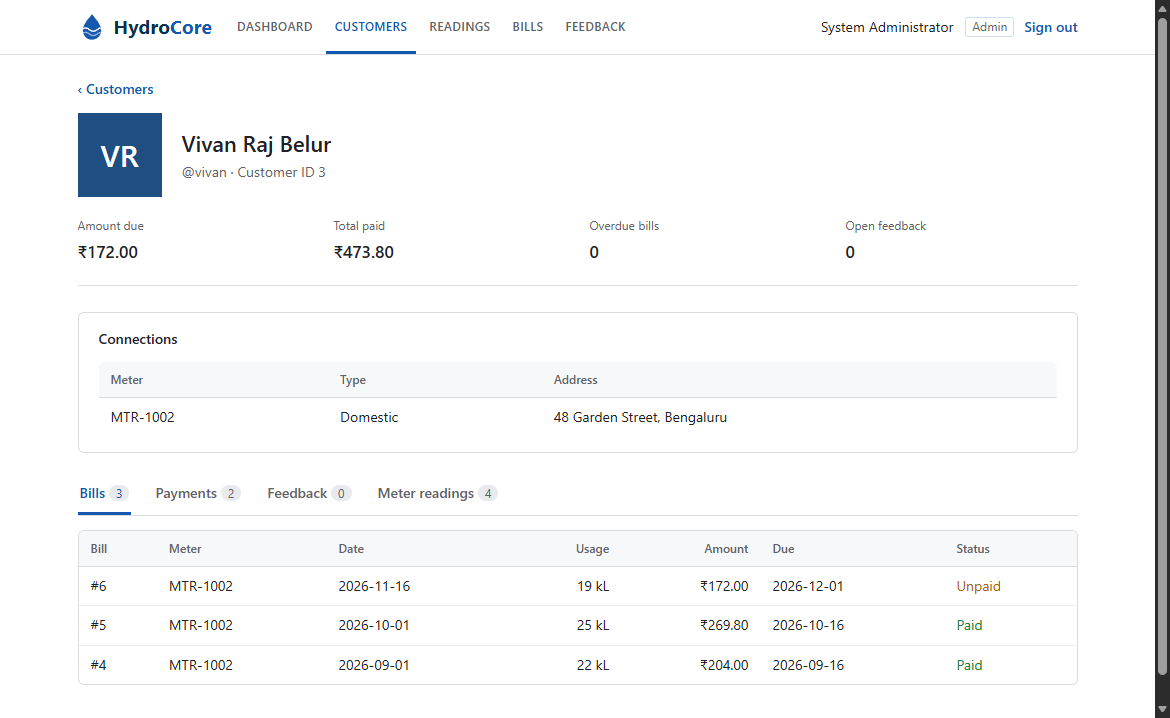 HydroCore DASHBOARD CUSTOMERS READINGS BILLS FEEDBACK System Administrator Admin Sign out
‹ Customers
VR
Vivan Raj Belur
@vivan · Customer ID 3
Amount due Total paid Overdue bills Open feedback
₹172.00 ₹473.80 0 0
Connections
Meter Type Address
MTR-1002 Domestic 48 Garden Street, Bengaluru
Bills 3 Payments 2 Feedback 0 Meter readings 4
Bill Meter Date Usage Amount Due Status
#6 MTR-1002 2026-11-16 19 kL ₹172.00 2026-12-01 Unpaid
#5 MTR-1002 2026-10-01 25 kL ₹269.80 2026-10-16 Paid
#4 MTR-1002 2026-09-01 22 kL ₹204.00 2026-09-16 Paid